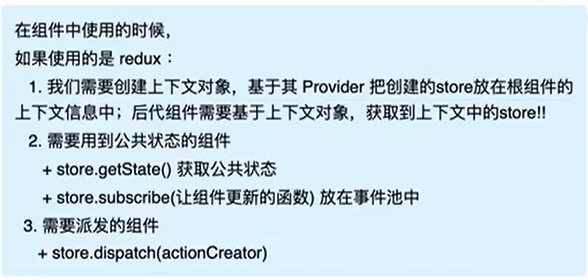 在组件中使用的时候，
如果使用的是 redux：
1. 我们需要创建上下文对象，基于其 Provider 把创建的store放在根组件的
上下文信息中；后代组件需要基于上下文对象，获取到上下文中的store!!
2. 需要用到公共状态的组件
+ store.getState() 获取公共状态
+ store.subscribe(让组件更新的函数) 放在事件池中
3. 需要派发的组件
+ store.dispatch(actionCreator)